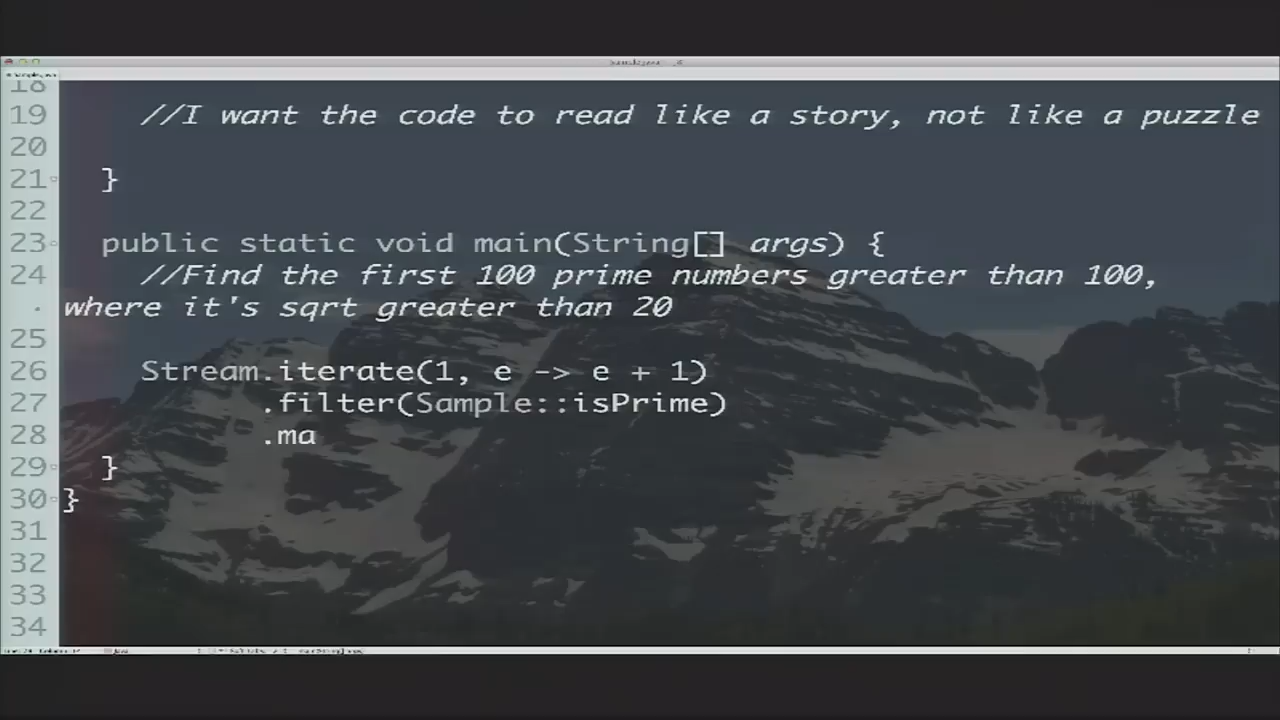 18
19 //I want the code to read like a story, not like a puzzle
20
21 }
22
23 public static void main(String[] args) {
24 //Find the first 100 prime numbers greater than 100,
where it's sqrt greater than 20
25
26 Stream.iterate(1, e -> e + 1)
27 .filter(Sample::isPrime)
28 .ma
29 }
30 }
31
32
33
34